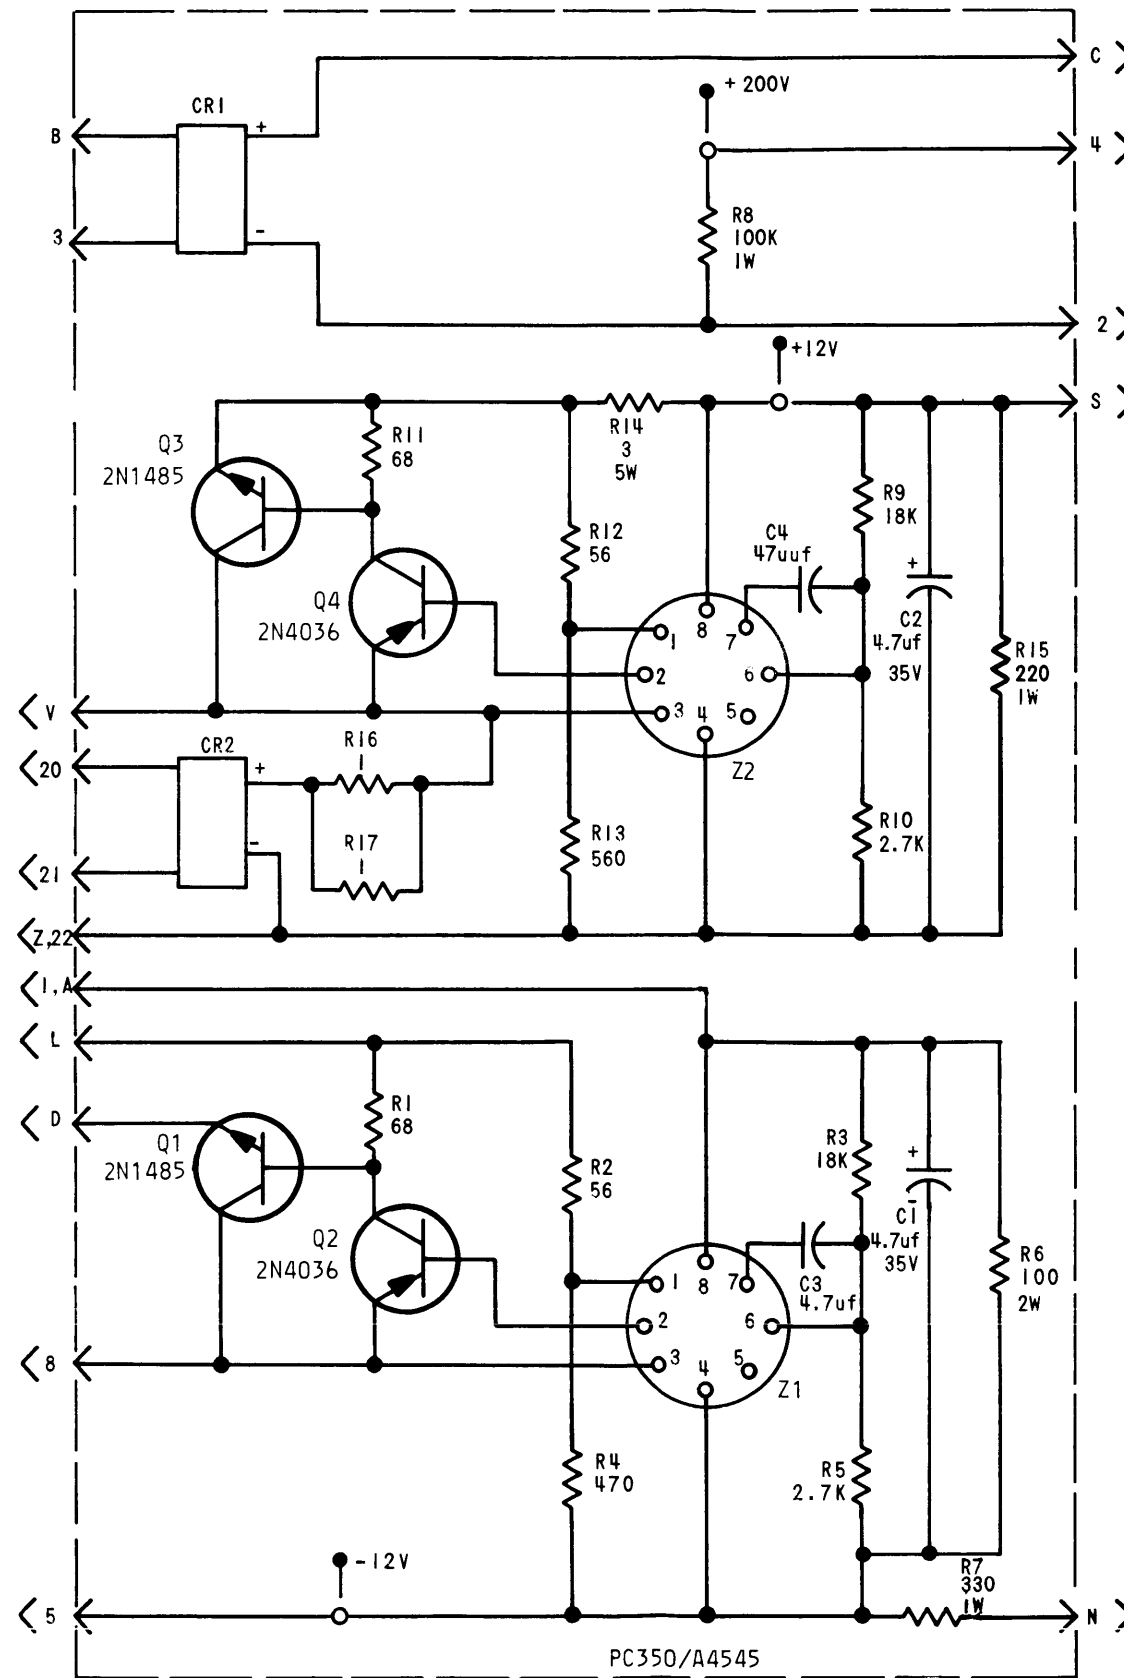 C
+ 200V
CR1
B
+
4
3
-
R8
100K
1W
2
+12V
S
Q3
2N1485
R11
68
R14
3
5W
R9
18K
R12
56
C4
47uuf
+
Q4
2N4036
C2
4.7uf
35V
R15
220
1W
1
8
7
2
6
3
4
5
Z2
V
R16
1
CR2
20
+
R17
1
-
R13
560
R10
2.7K
21
Z,22
1,A
L
R1
68
D
Q1
2N1485
R3
18K
+
R2
56
C1
4.7uf
35V
Q2
2N4036
C3
4.7uf
R6
100
2W
1
8
7
2
6
3
4
5
Z1
8
R4
470
R5
2.7K
-12V
R7
330
1W
5
N
PC350/A4545